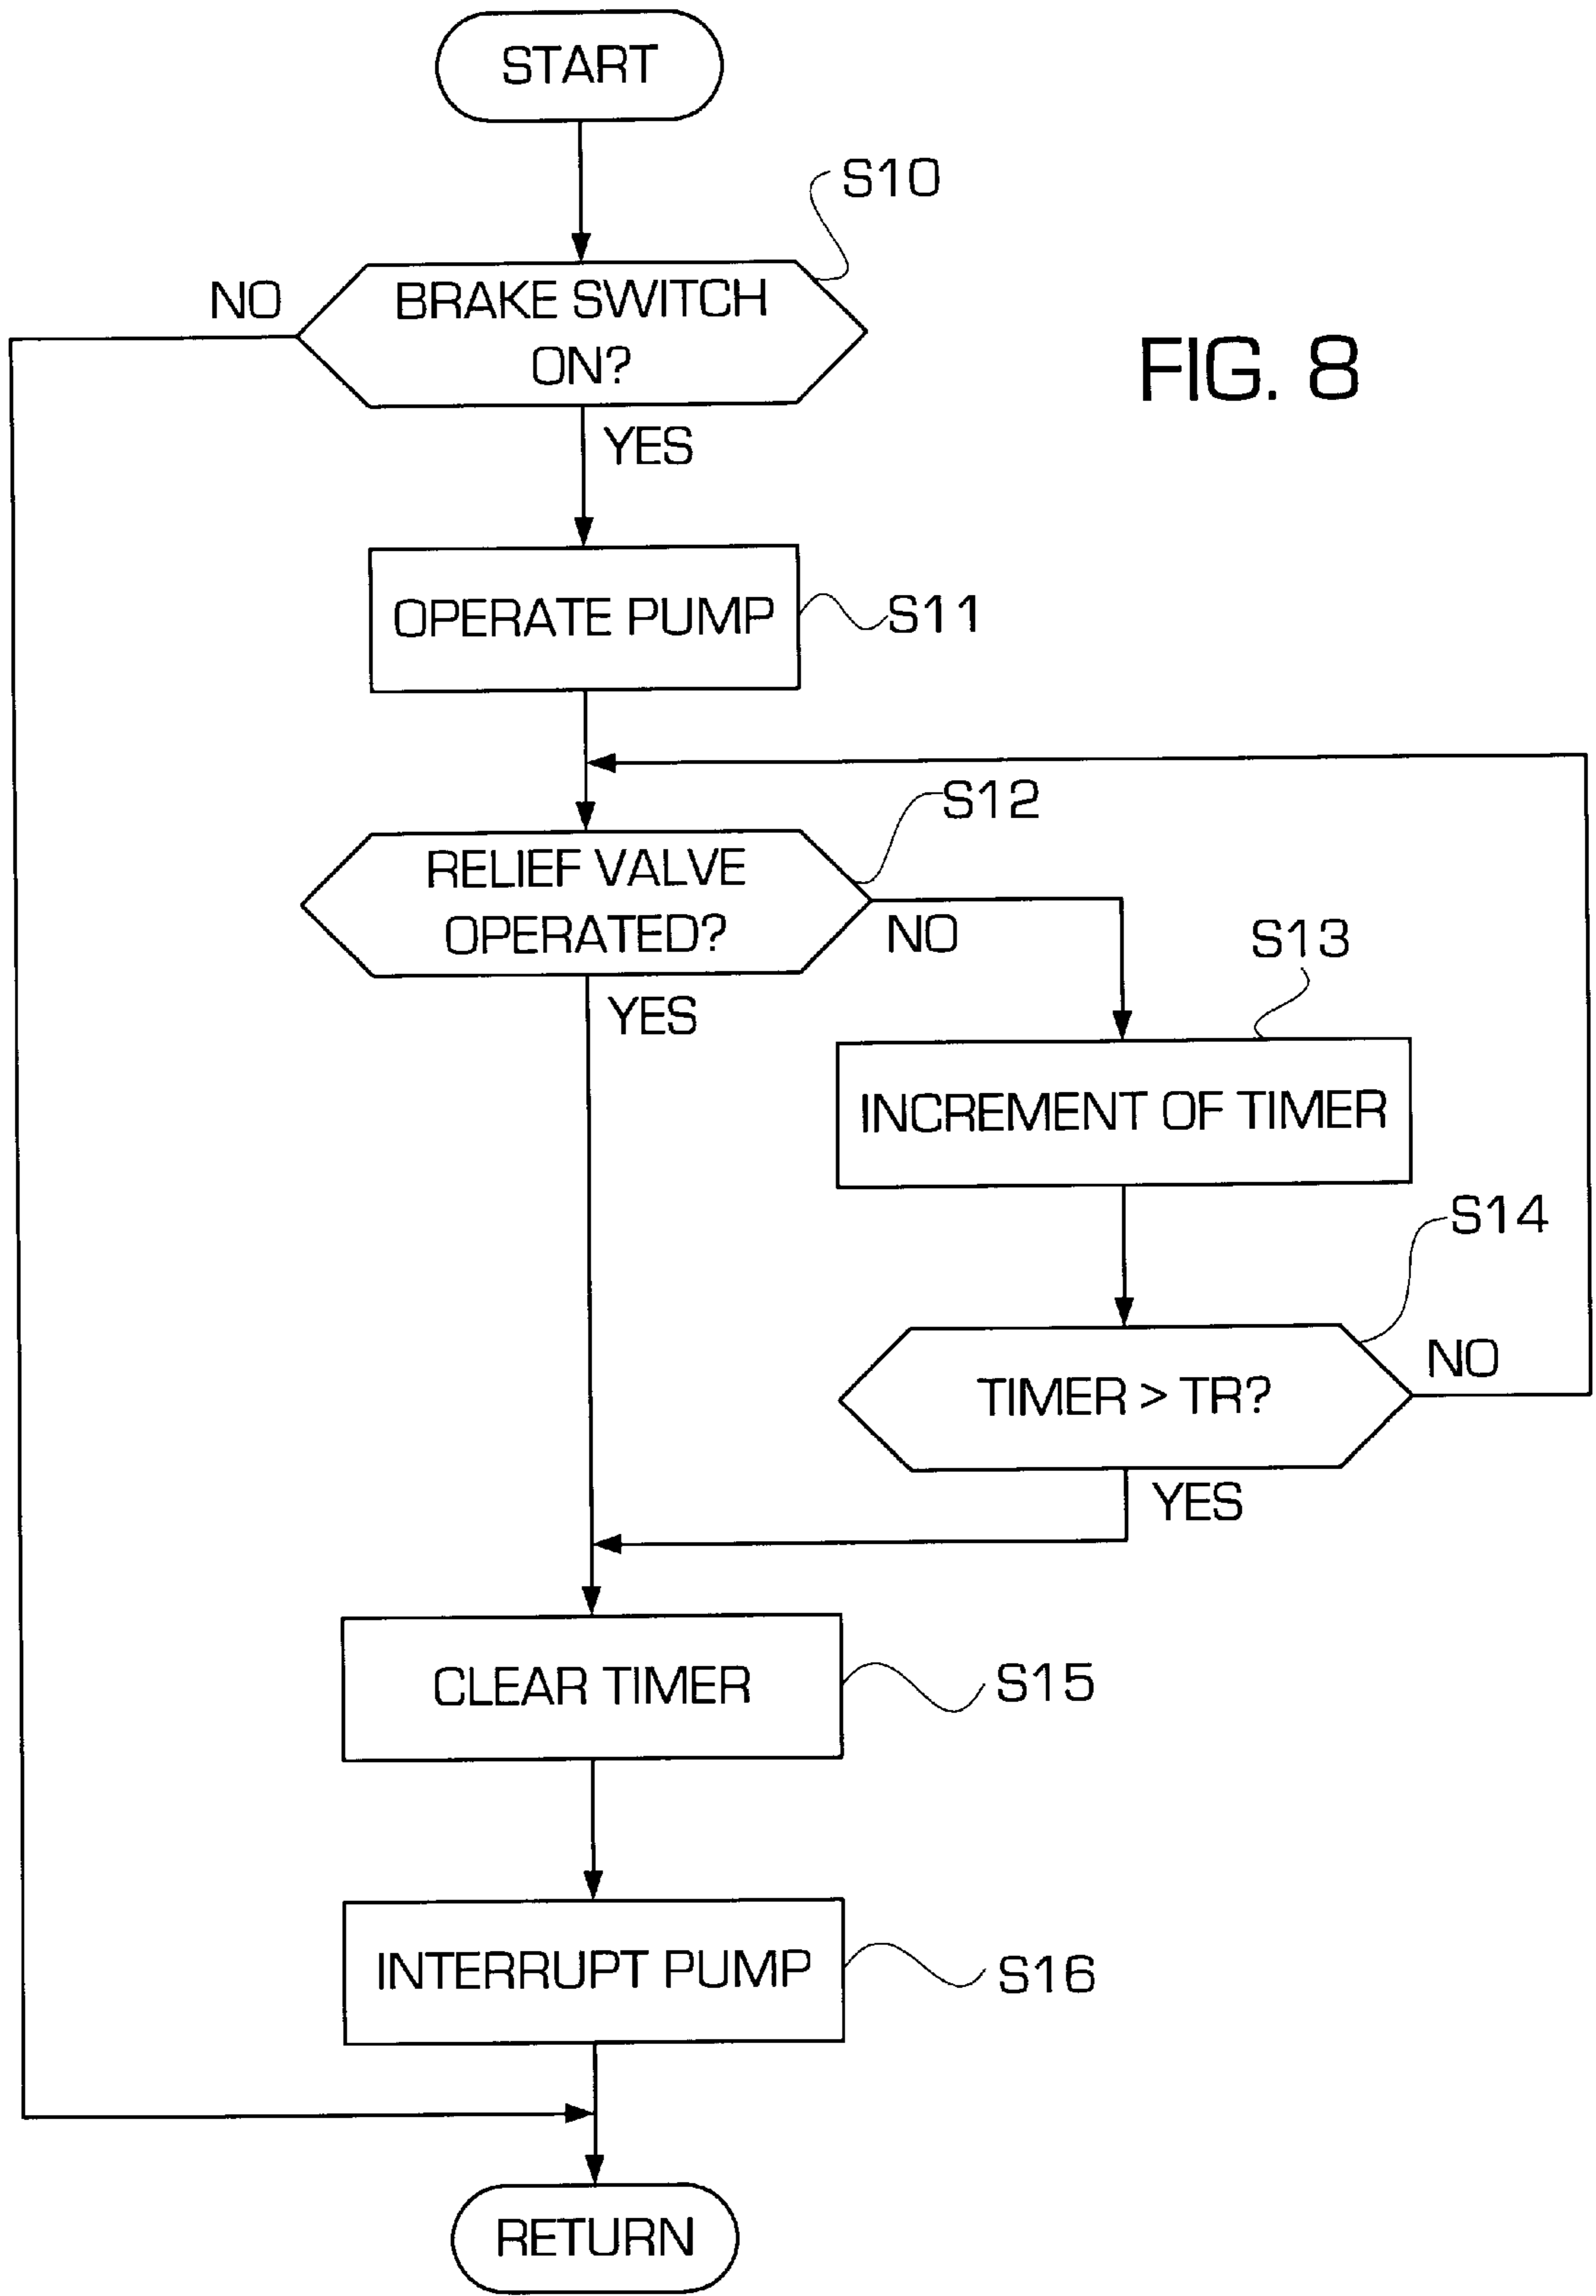 START
S10
NO
BRAKE SWITCH
ON?
FIG. 8
YES
OPERATE PUMP
S11
S12
RELIEF VALVE
OPERATED?
NO
YES
S13
INCREMENT OF TIMER
S14
TIMER > TR?
NO
YES
CLEAR TIMER
S15
INTERRUPT PUMP
S16
RETURN